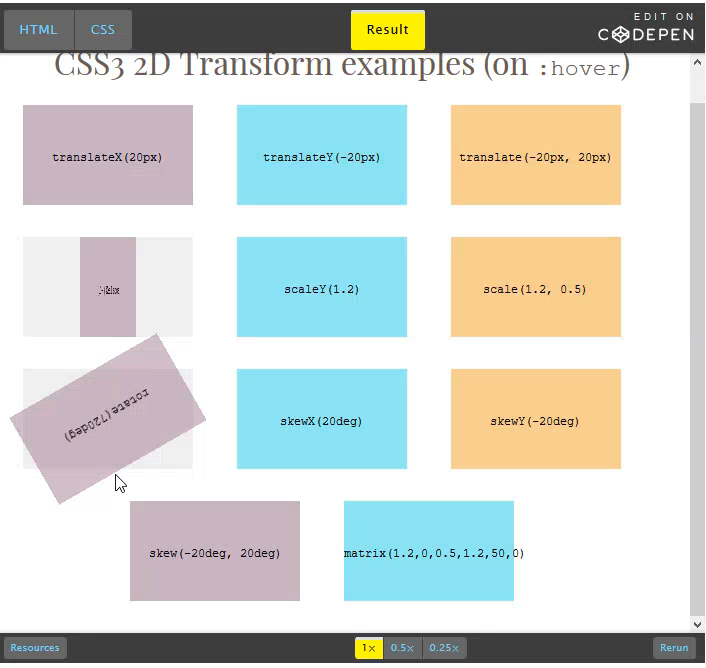 HTML CSS Result EDIT ON
CODEPEN
CSS3 2D Transform examples (on :hover)
translateX(20px) translateY(-20px) translate(-20px, 20px)
scaleY(1.2) scale(1.2, 0.5)
rotate(720deg) skewX(20deg) skewY(-20deg)
skew(-20deg, 20deg) matrix(1.2,0,0.5,1.2,50,0)
Resources 1× 0.5× 0.25× Rerun